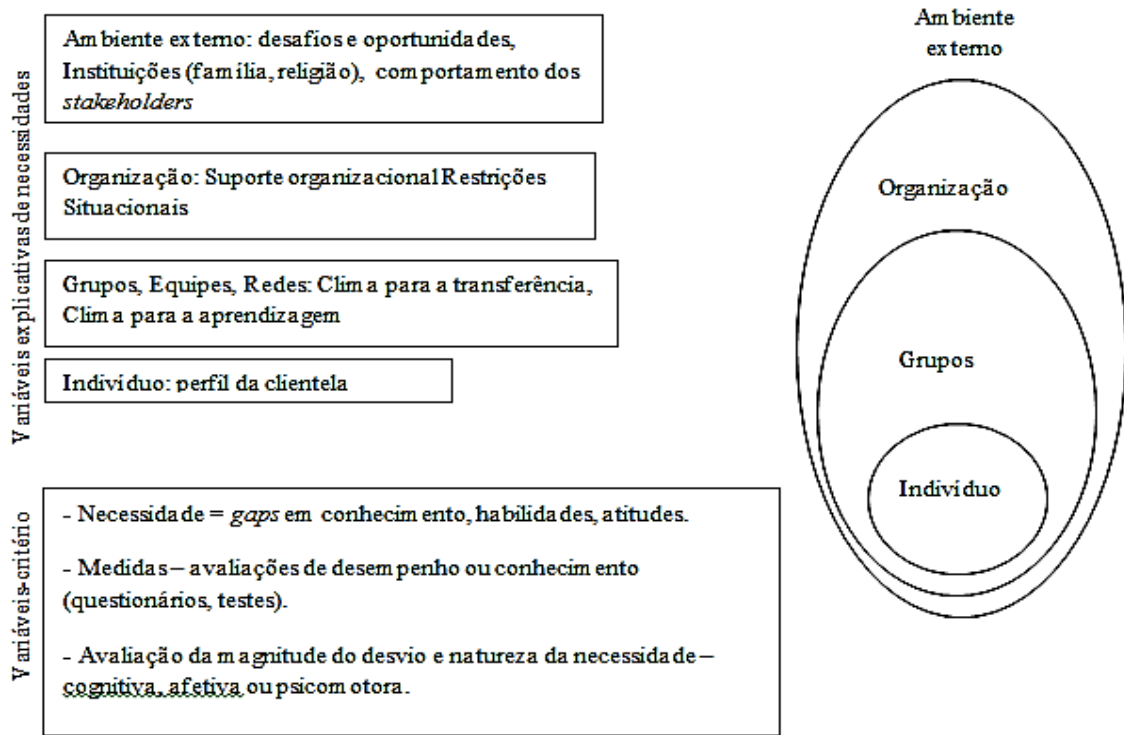 Variáveis explicativas de necessidades
Ambiente externo: desafios e oportunidades,
Instituições (família, religião), comportamento dos
stakeholders
Organização: Suporte organizacional Restrições
Situacionais
Grupos, Equipes, Redes: Clima para a transferência,
Clima para a aprendizagem
Indivíduo: perfil da clientela
Variáveis-critério
- Necessidade = gaps em conhecimento, habilidades, atitudes.
- Medidas – avaliações de desempenho ou conhecimento
(questionários, testes).
- Avaliação da magnitude do desvio e natureza da necessidade –
cognitiva, afetiva ou psicomotora.
Ambiente
externo
Organização
Grupos
Indivíduo